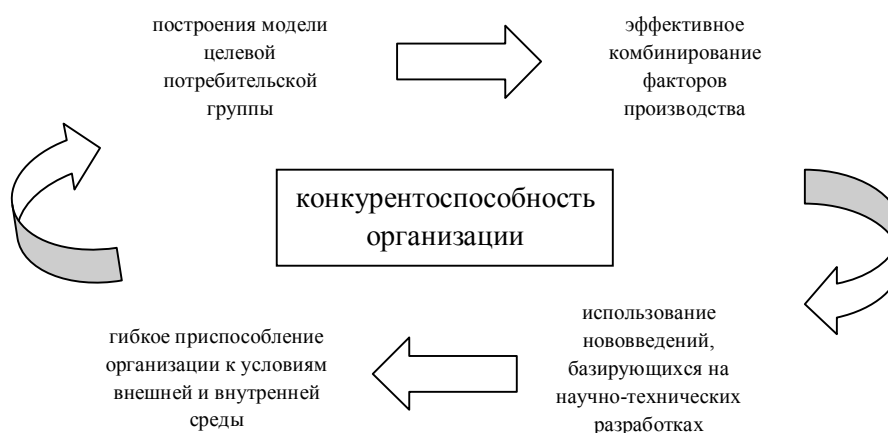 построения модели
целевой
потребительской
группы
эффективное
комбинирование
факторов
производства
конкурентоспособность
организации
использование
нововведений,
базирующихся на
научно-технических
разработках
гибкое приспособление
организации к условиям
внешней и внутренней
среды